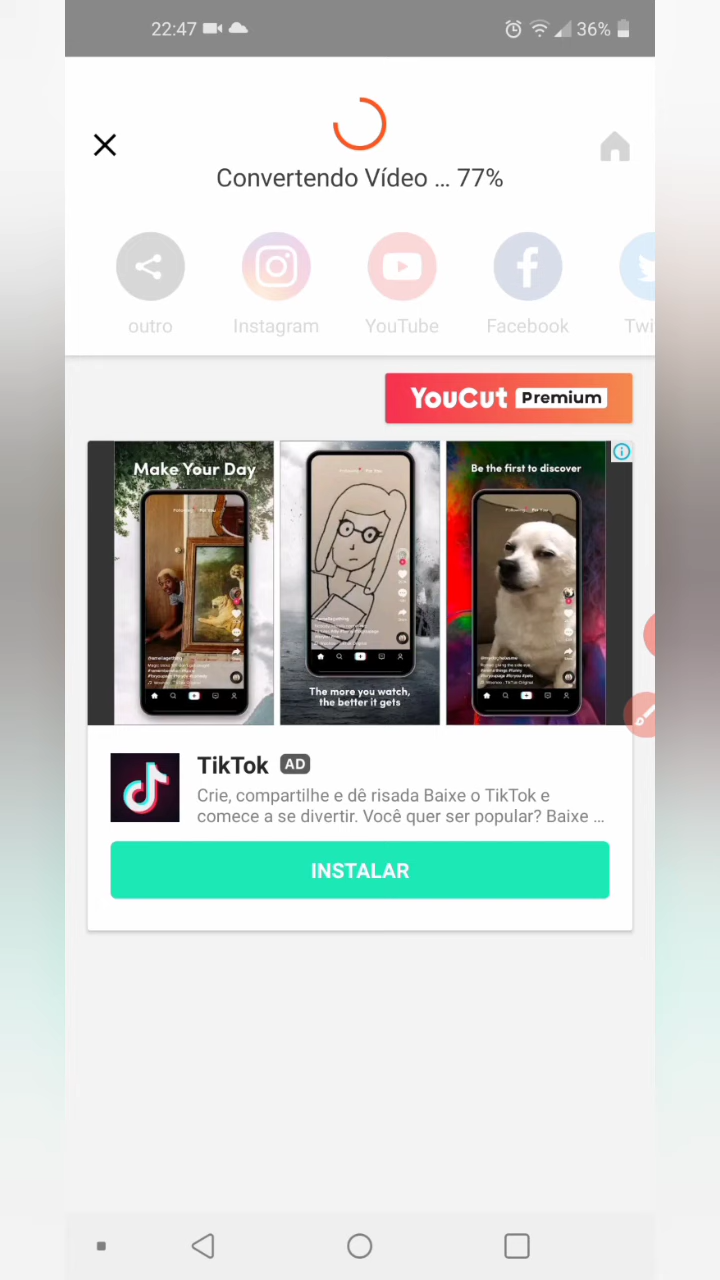 22:47
36%
Convertendo Vídeo ... 77%
outro
Instagram
YouTube
Facebook
Twi
YouCut Premium
Make Your Day
The more you watch,
the better it gets
Be the first to discover
TikTok AD
Crie, compartilhe e dê risada Baixe o TikTok e
comece a se divertir. Você quer ser popular? Baixe ...
INSTALAR